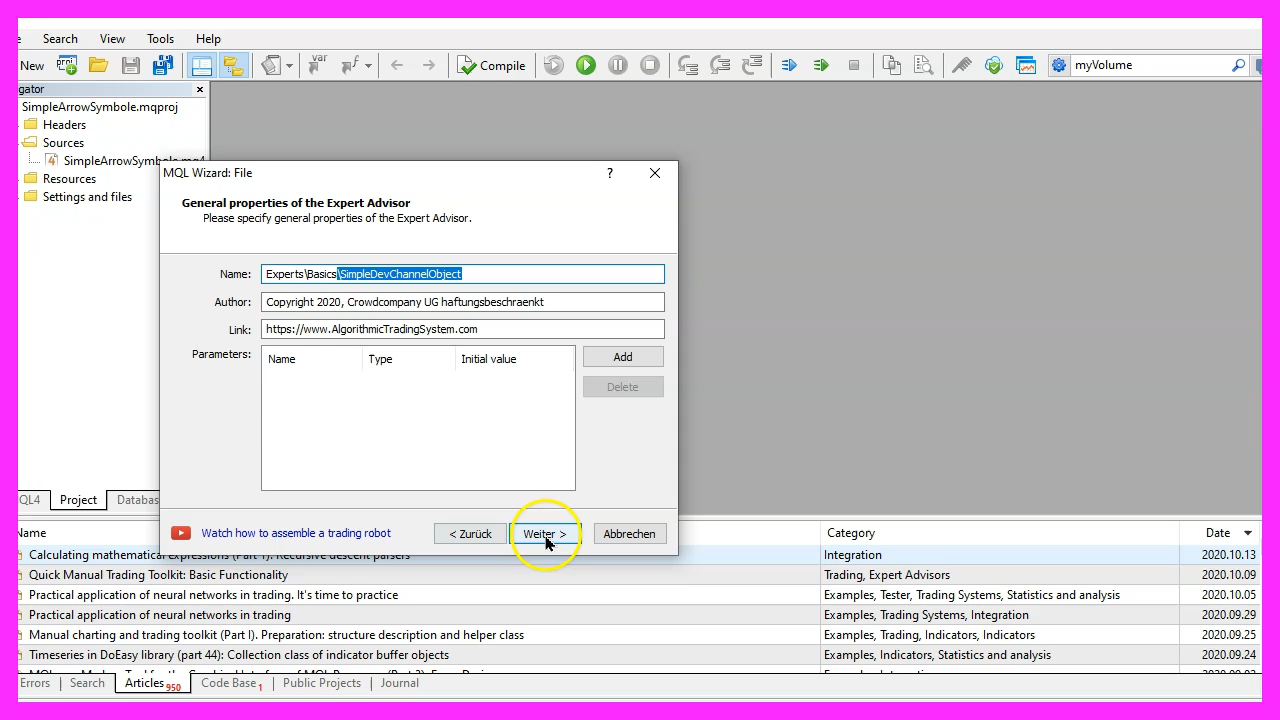 e Search View Tools Help
New var f Compile myVolume
gator
SimpleArrowSymbole.mqproj
Headers
Sources
SimpleArrowSymbole.mq4
Resources
Settings and files
MQL4 Project Databas
MQL Wizard: File ?
General properties of the Expert Advisor
Please specify general properties of the Expert Advisor.
Name: Experts\Basics\SimpleDevChannelObject
Author: Copyright 2020, Crowdcompany UG haftungsbeschraenkt
Link: https://www.AlgorithmicTradingSystem.com
Parameters: Name Type Initial value
Add
Delete
Watch how to assemble a trading robot < Zurück Weiter > Abbrechen
Name Category Date
Calculating mathematical expressions (Part 1). Recursive descent parsers Integration 2020.10.13
Quick Manual Trading Toolkit: Basic Functionality Trading, Expert Advisors 2020.10.09
Practical application of neural networks in trading. It's time to practice Examples, Tester, Trading Systems, Statistics and analysis 2020.10.05
Practical application of neural networks in trading Examples, Trading Systems, Integration 2020.09.29
Manual charting and trading toolkit (Part I). Preparation: structure description and helper class Examples, Trading, Indicators, Indicators 2020.09.25
Timeseries in DoEasy library (part 44): Collection class of indicator buffer objects Examples, Indicators, Statistics and analysis 2020.09.24
Errors Search Articles 950 Code Base 1 Public Projects Journal